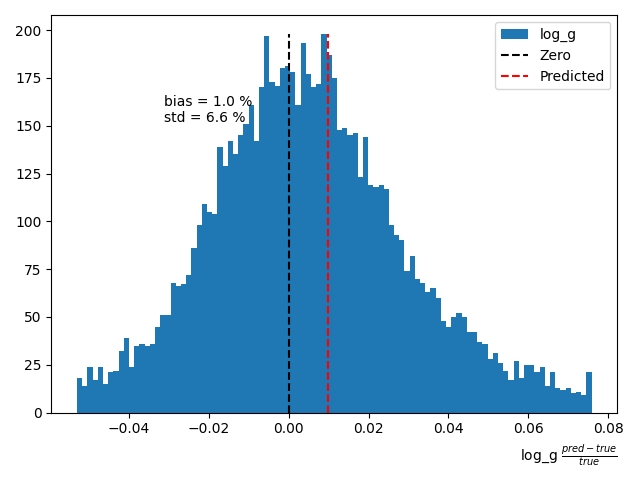 200
175
150
125
100
75
50
25
0
bias = 1.0 %
std = 6.6 %
log_g
Zero
Predicted
−0.04 −0.02 0.00 0.02 0.04 0.06 0.08
log_g pred−true/true